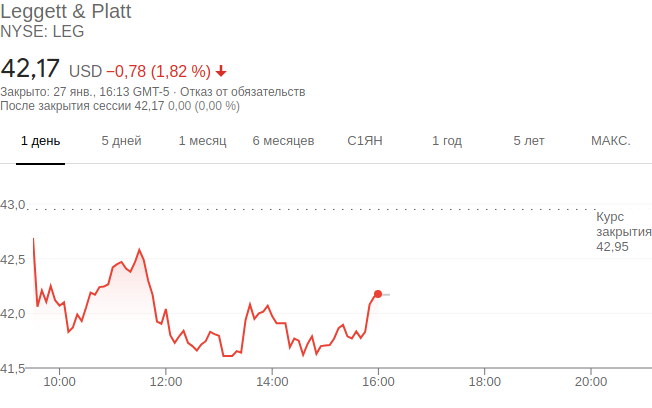 Leggett & Platt
NYSE: LEG
42,17 USD −0,78 (1,82 %)
Закрыто: 27 янв., 16:13 GMT-5 · Отказ от обязательств
После закрытия сессии 42,17 0,00 (0,00 %)
1 день 5 дней 1 месяц 6 месяцев С1ЯН 1 год 5 лет МАКС.
43,0
Курс
закрытия
42,95
42,5
42,0
41,5
10:00 12:00 14:00 16:00 18:00 20:00